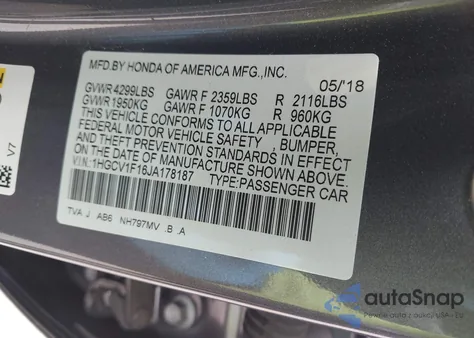 MFD.BY HONDA OF AMERICA MFG.,INC.
05/'18
GVWR 4299LBS GAWR F 2359LBS R 2116LBS
GVWR 1950KG GAWR F 1070KG R 960KG
THIS VEHICLE CONFORMS TO ALL APPLICABLE
FEDERAL MOTOR VEHICLE SAFETY , BUMPER,
AND THEFT PREVENTION STANDARDS IN EFFECT
ON THE DATE OF MANUFACTURE SHOWN ABOVE.
V.I.N:1HGCV1F16JA178187 TYPE:PASSENGER CAR
TVA J AB6 NH797MV .B .A
V7
autoSnap